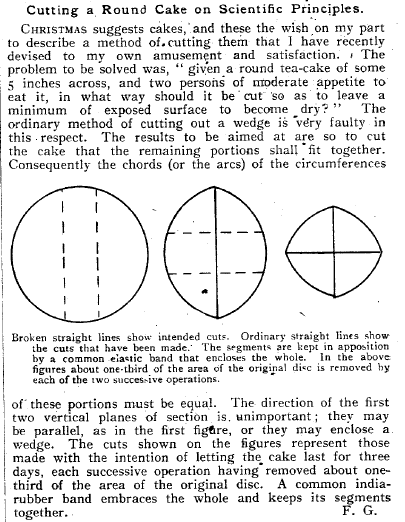 Cutting a Round Cake on Scientific Principles.
CHRISTMAS suggests cakes, and these the wish on my part
to describe a method of cutting them that I have recently
devised to my own amusement and satisfaction. The
problem to be solved was, "given a round tea-cake of some
5 inches across, and two persons of moderate appetite to
eat it, in what way should it be cut so as to leave a
minimum of exposed surface to become dry?" The
ordinary method of cutting out a wedge is very faulty in
this respect. The results to be aimed at are so to cut
the cake that the remaining portions shall fit together.
Consequently the chords (or the arcs) of the circumferences
Broken straight lines show intended cuts. Ordinary straight lines show
the cuts that have been made. The segments are kept in apposition
by a common elastic band that encloses the whole. In the above
figures about one-third of the area of the original disc is removed by
each of the two successive operations.
of these portions must be equal. The direction of the first
two vertical planes of section is unimportant; they may
be parallel, as in the first figure, or they may enclose a
wedge. The cuts shown on the figures represent those
made with the intention of letting the cake last for three
days, each successive operation having removed about one-
third of the area of the original disc. A common india-
rubber band embraces the whole and keeps its segments
together. F. G.